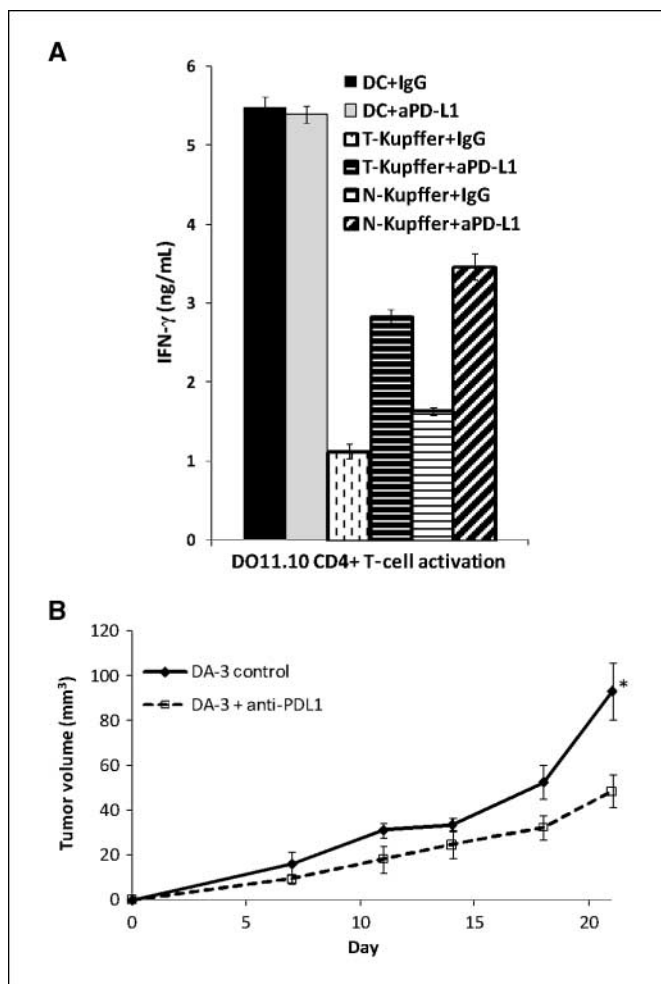 A
6
5
4
3
2
1
0
IFN-γ (ng/mL)
DC+IgG
DC+aPD-L1
T-Kupffer+IgG
T-Kupffer+aPD-L1
N-Kupffer+IgG
N-Kupffer+aPD-L1
DO11.10 CD4+ T-cell activation
B
120
100
80
60
40
20
0
Tumor volume (mm³)
DA-3 control
DA-3 + anti-PDL1
*
0 5 10 15 20
Day